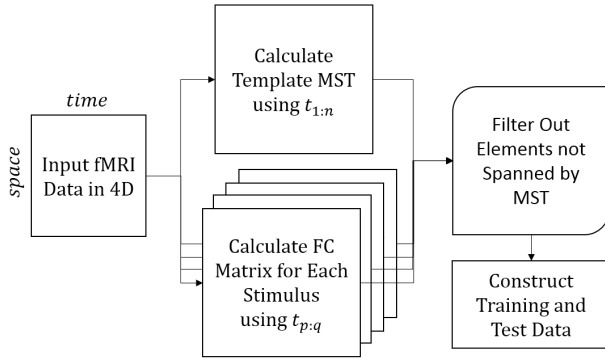 time
space
Input fMRI
Data in 4D
Calculate
Template MST
using t₁:ₙ
Calculate FC
Matrix for Each
Stimulus
using tₚ:q
Filter Out
Elements not
Spanned by
MST
Construct
Training and
Test Data